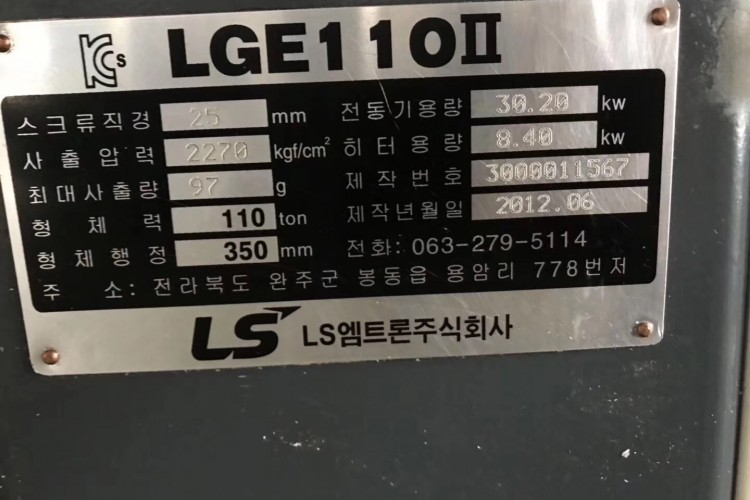 KCs LGE110II
스크류직경 25 mm 전동기용량 30.20 kw
사출압력 2270 kgf/cm² 히터용량 8.40 kw
최대사출량 97 g 제작번호 3000011567
형체력 110 ton 제작년월일 2012.06
형체행정 350 mm 전화: 063-279-5114
주소: 전라북도 완주군 봉동읍 용암리 778번저
LS LS엠트론주식회사